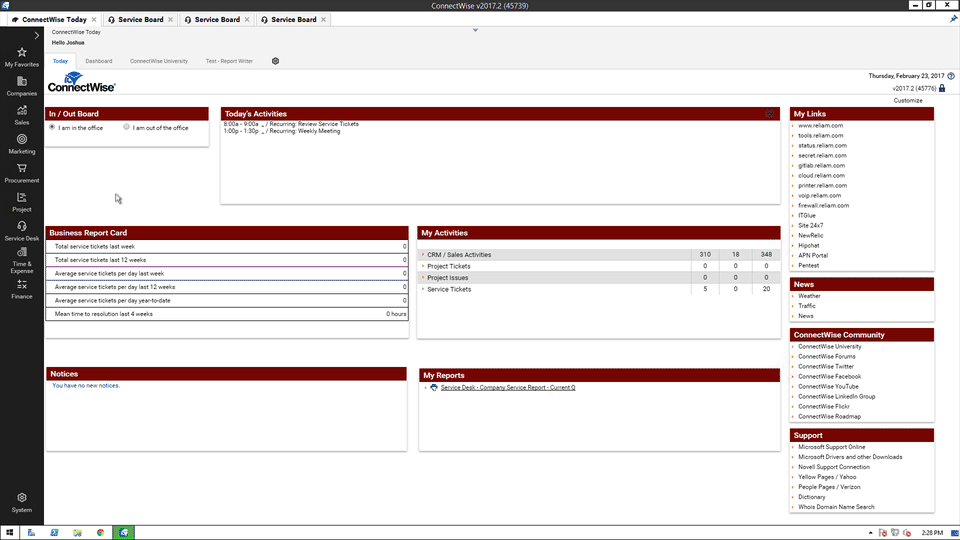 ConnectWise v2017.2 (45739)
ConnectWise Today
Service Board
Service Board
Service Board
ConnectWise Today
Hello Joshua
Today
Dashboard
ConnectWise University
Test - Report Writer
My Favorites
Companies
Sales
Marketing
Procurement
Project
Service Desk
Time &
Expense
Finance
System
ConnectWise
Thursday, February 23, 2017
v2017.2 (45776)
Customize
In / Out Board
I am in the office
I am out of the office
Today's Activities
8:00a - 9:00a _ / Recurring: Review Service Tickets
1:00p - 1:30p _ / Recurring: Weekly Meeting
Business Report Card
Total service tickets last week 0
Total service tickets last 12 weeks 0
Average service tickets per day last week 0
Average service tickets per day last 12 weeks 0
Average service tickets per day year-to-date 0
Mean time to resolution last 4 weeks 0 hours
My Activities
CRM / Sales Activities 310 18 348
Project Tickets 0 0 0
Project Issues 0 0 0
Service Tickets 5 0 20
Notices
You have no new notices.
My Reports
Service Desk - Company Service Report - Current Q
My Links
www.reliam.com
tools.reliam.com
status.reliam.com
secret.reliam.com
gitlab.reliam.com
cloud.reliam.com
printer.reliam.com
voip.reliam.com
firewall.reliam.com
ITGlue
Site 24x7
NewRelic
Hipchat
APN Portal
Pentest
News
Weather
Traffic
News
ConnectWise Community
ConnectWise University
ConnectWise Forums
ConnectWise Twitter
ConnectWise Facebook
ConnectWise YouTube
ConnectWise LinkedIn Group
ConnectWise Flickr
ConnectWise Roadmap
Support
Microsoft Support Online
Microsoft Drivers and other Downloads
Novell Support Connection
Yellow Pages / Yahoo
People Pages / Verizon
Dictionary
Whois Domain Name Search
2:28 PM